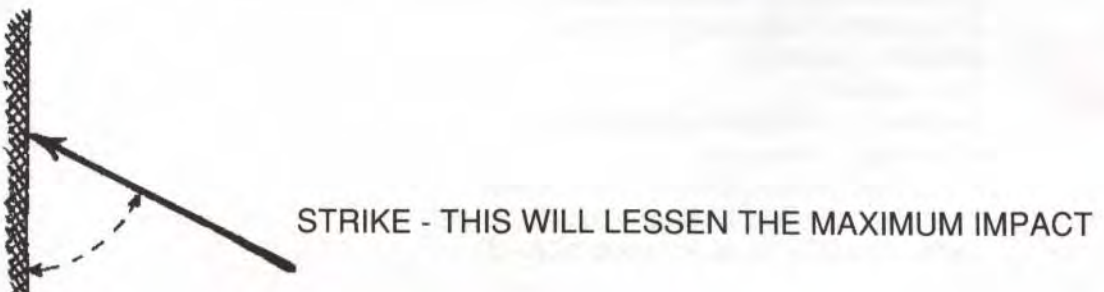 STRIKE - THIS WILL LESSEN THE MAXIMUM IMPACT